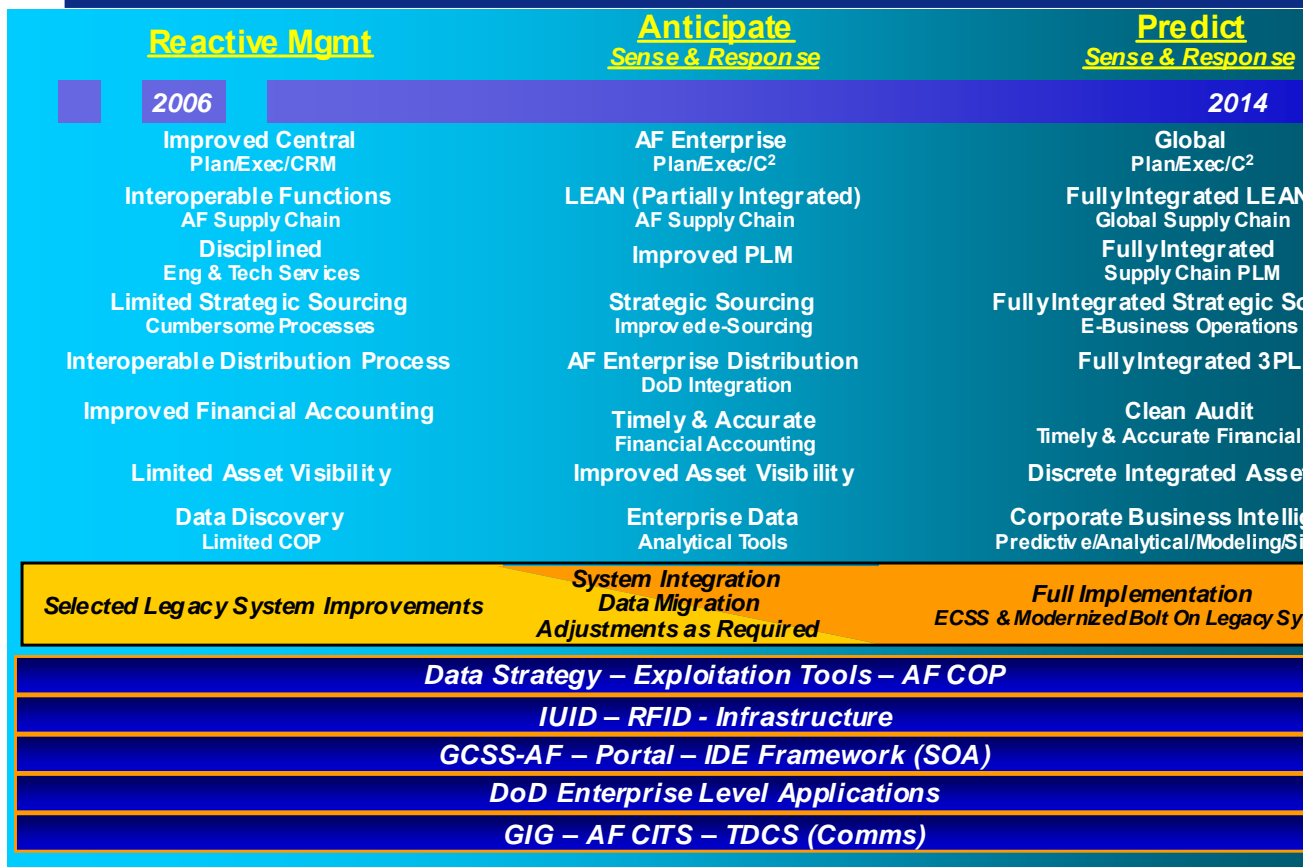 Reactive Mgmt
Anticipate
Sense & Response
Predict
Sense & Response
2006
2014
Improved Central
Plan/Exec/CRM
AF Enterprise
Plan/Exec/C²
Global
Plan/Exec/C²
Interoperable Functions
AF Supply Chain
LEAN (Partially Integrated)
AF Supply Chain
Fully Integrated LEAN
Global Supply Chain
Disciplined
Eng & Tech Services
Improved PLM
Fully Integrated
Supply Chain PLM
Limited Strategic Sourcing
Cumbersome Processes
Strategic Sourcing
Improved e-Sourcing
Fully Integrated Strategic
E-Business Operations
Interoperable Distribution Process
AF Enterprise Distribution
DoD Integration
Fully Integrated 3PL
Improved Financial Accounting
Timely & Accurate
Financial Accounting
Clean Audit
Timely & Accurate Financial
Limited Asset Visibility
Improved Asset Visibility
Discrete Integrated
Data Discovery
Limited COP
Enterprise Data
Analytical Tools
Corporate Business
Predictive/Analytical/Modeling/
Selected Legacy System Improvements
System Integration
Data Migration
Adjustments as Required
Full Implementation
ECSS & Modernized Bolt On Legacy
Data Strategy – Exploitation Tools – AF COP
IUID – RFID - Infrastructure
GCSS-AF – Portal – IDE Framework (SOA)
DoD Enterprise Level Applications
GIG – AF CITS – TDCS (Comms)